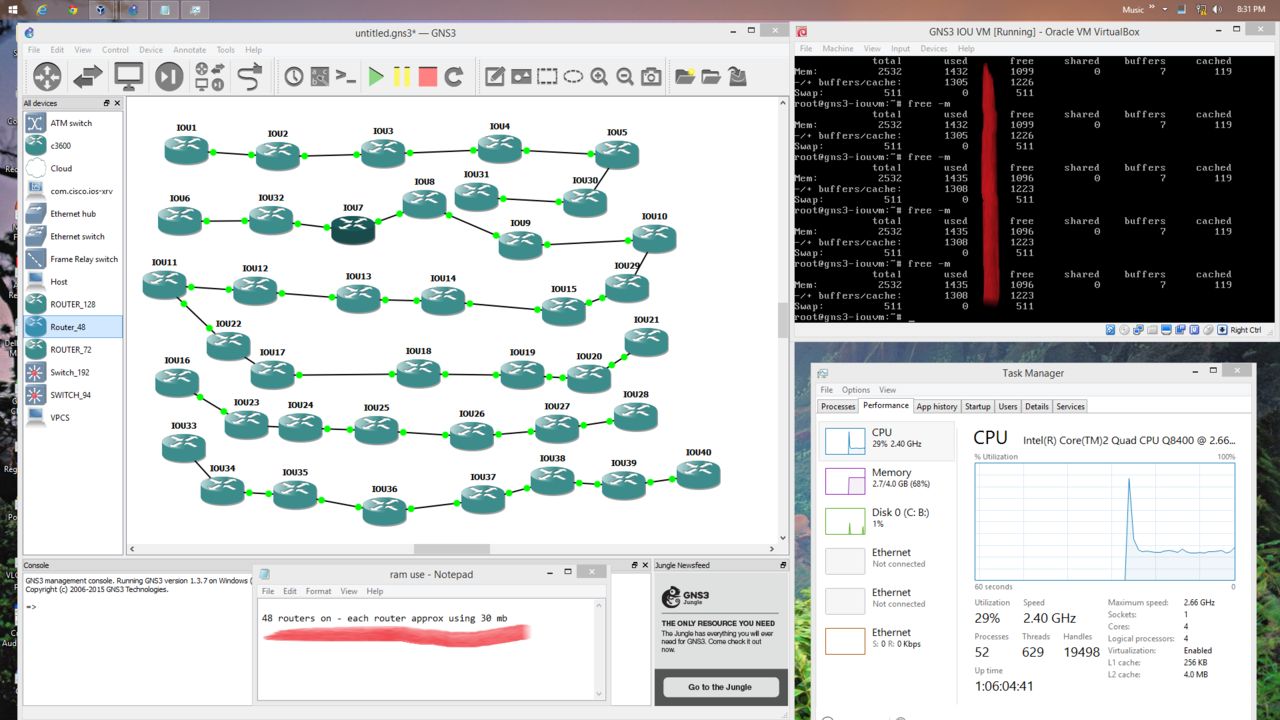 Music
8:31 PM
untitled.gns3* — GNS3
File Edit View Control Device Annotate Tools Help
All devices
ATM switch
c3600
Cloud
com.cisco.ios-xrv
Ethernet hub
Ethernet switch
Frame Relay switch
Host
ROUTER_128
Router_48
ROUTER_72
Switch_192
SWITCH_94
VPCS
IOU1
IOU2
IOU3
IOU4
IOU5
IOU6
IOU32
IOU7
IOU8
IOU31
IOU30
IOU9
IOU10
IOU11
IOU12
IOU13
IOU14
IOU15
IOU29
IOU22
IOU17
IOU18
IOU19
IOU20
IOU21
IOU16
IOU23
IOU24
IOU25
IOU26
IOU27
IOU28
IOU33
IOU34
IOU35
IOU36
IOU37
IOU38
IOU39
IOU40
Console
GNS3 management console. Running GNS3 version 1.3.7 on Windows (
Copyright (c) 2006-2015 GNS3 Technologies.
=>
ram use - Notepad
File Edit Format View Help
48 routers on - each router approx using 30 mb
Jungle Newsfeed
GNS3
Jungle
THE ONLY RESOURCE YOU NEED
The Jungle has everything you will ever
need for GNS3. Come check it out
now.
Go to the Jungle
GNS3 IOU VM [Running] - Oracle VM VirtualBox
File Machine View Input Devices Help
total used free shared buffers cached
Mem: 2532 1432 1099 0 7 119
-/+ buffers/cache: 1305 1226
Swap: 511 0 511
root@gns3-iouvm:~# free -m
total used free shared buffers cached
Mem: 2532 1432 1099 0 7 119
-/+ buffers/cache: 1305 1226
Swap: 511 0 511
root@gns3-iouvm:~# free -m
total used free shared buffers cached
Mem: 2532 1435 1096 0 7 119
-/+ buffers/cache: 1308 1223
Swap: 511 0 511
root@gns3-iouvm:~# free -m
total used free shared buffers cached
Mem: 2532 1435 1096 0 7 119
-/+ buffers/cache: 1308 1223
Swap: 511 0 511
root@gns3-iouvm:~# free -m
total used free shared buffers cached
Mem: 2532 1435 1096 0 7 119
-/+ buffers/cache: 1308 1223
Swap: 511 0 511
root@gns3-iouvm:~# _
Right Ctrl
Task Manager
File Options View
Processes Performance App history Startup Users Details Services
CPU
29% 2.40 GHz
Memory
2.7/4.0 GB (68%)
Disk 0 (C: B:)
1%
Ethernet
Not connected
Ethernet
Not connected
Ethernet
S: 0 R: 0 Kbps
CPU Intel(R) Core(TM)2 Quad CPU Q8400 @ 2.66...
% Utilization 100%
60 seconds 0
Utilization Speed
29% 2.40 GHz
Processes Threads Handles
52 629 19498
Up time
1:06:04:41
Maximum speed: 2.66 GHz
Sockets: 1
Cores: 4
Logical processors: 4
Virtualization: Enabled
L1 cache: 256 KB
L2 cache: 4.0 MB